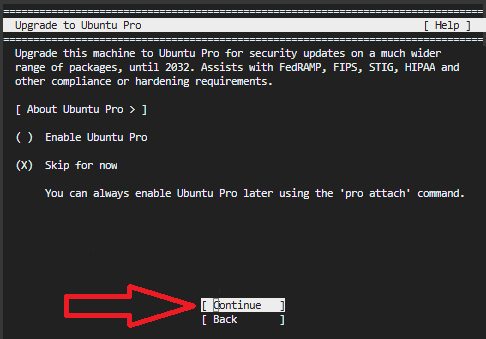 ================================================================================
Upgrade to Ubuntu Pro [ Help ]
================================================================================
Upgrade this machine to Ubuntu Pro for security updates on a much wider
range of packages, until 2032. Assists with FedRAMP, FIPS, STIG, HIPAA and
other compliance or hardening requirements.
[ About Ubuntu Pro > ]
( ) Enable Ubuntu Pro
(X) Skip for now
You can always enable Ubuntu Pro later using the 'pro attach' command.
[ Continue ]
[ Back ]